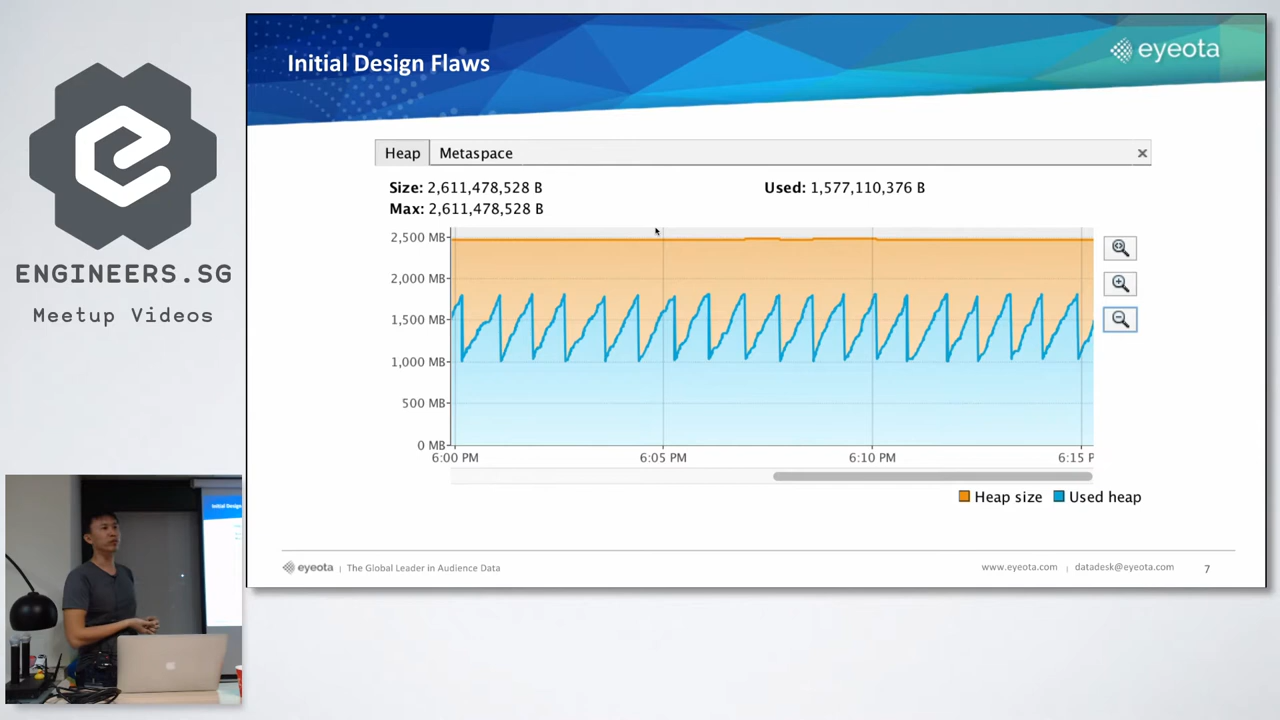 Initial Design Flaws
eyeota
Heap
Metaspace
Size: 2,611,478,528 B
Used: 1,577,110,376 B
Max: 2,611,478,528 B
2,500 MB
2,000 MB
1,500 MB
1,000 MB
500 MB
0 MB
6:00 PM
6:05 PM
6:10 PM
6:15 P
Heap size
Used heap
eyeota | The Global Leader in Audience Data
www.eyeota.com | datadesk@eyeota.com
7
ENGINEERS.SG
Meetup Videos
Initial Design